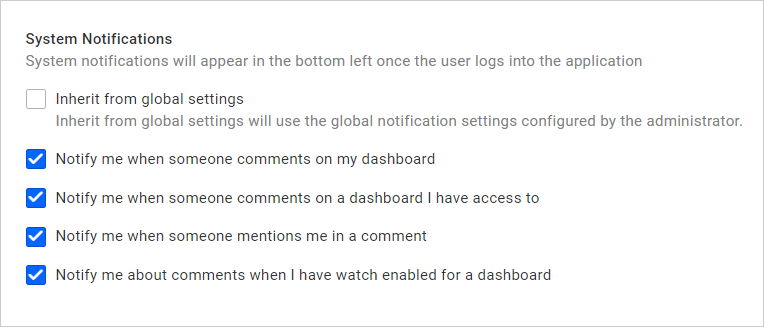 System Notifications
System notifications will appear in the bottom left once the user logs into the application
Inherit from global settings
Inherit from global settings will use the global notification settings configured by the administrator.
Notify me when someone comments on my dashboard
Notify me when someone comments on a dashboard I have access to
Notify me when someone mentions me in a comment
Notify me about comments when I have watch enabled for a dashboard